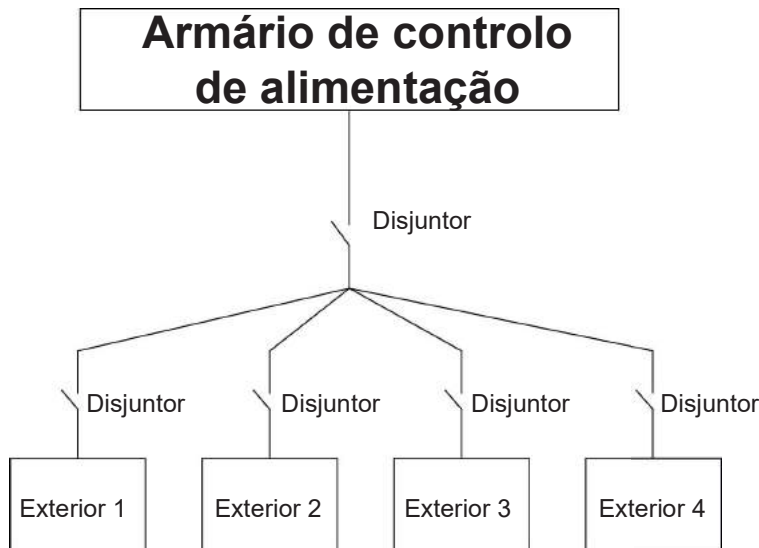 Armário de controlo
de alimentação
Disjuntor
Disjuntor
Disjuntor
Disjuntor
Disjuntor
Exterior 1
Exterior 2
Exterior 3
Exterior 4